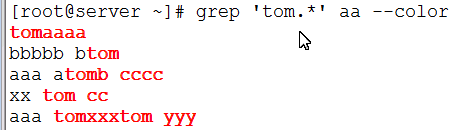 [root@server ~]# grep 'tom.*' aa --color
tomaaaa
bbbbb btom
aaa atomb cccc
xx tom cc
aaa tomxxxtom yyy